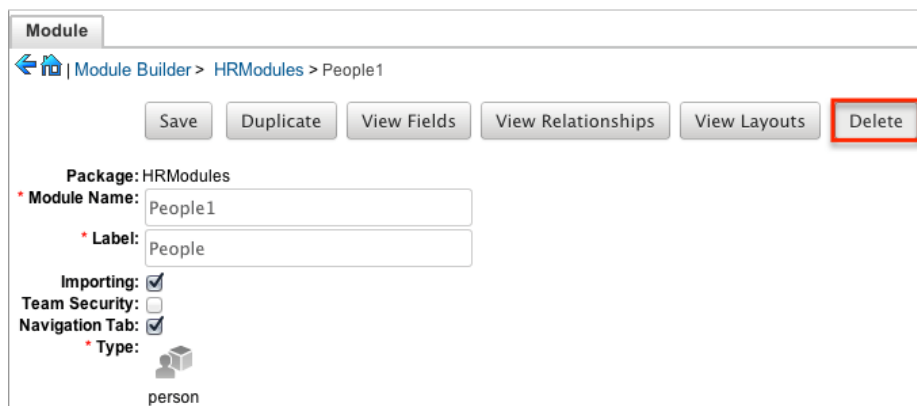 Module
| Module Builder > HRModules > People1
Save Duplicate View Fields View Relationships View Layouts Delete
Package: HRModules
* Module Name: People1
* Label: People
Importing:
Team Security:
Navigation Tab:
* Type:
person